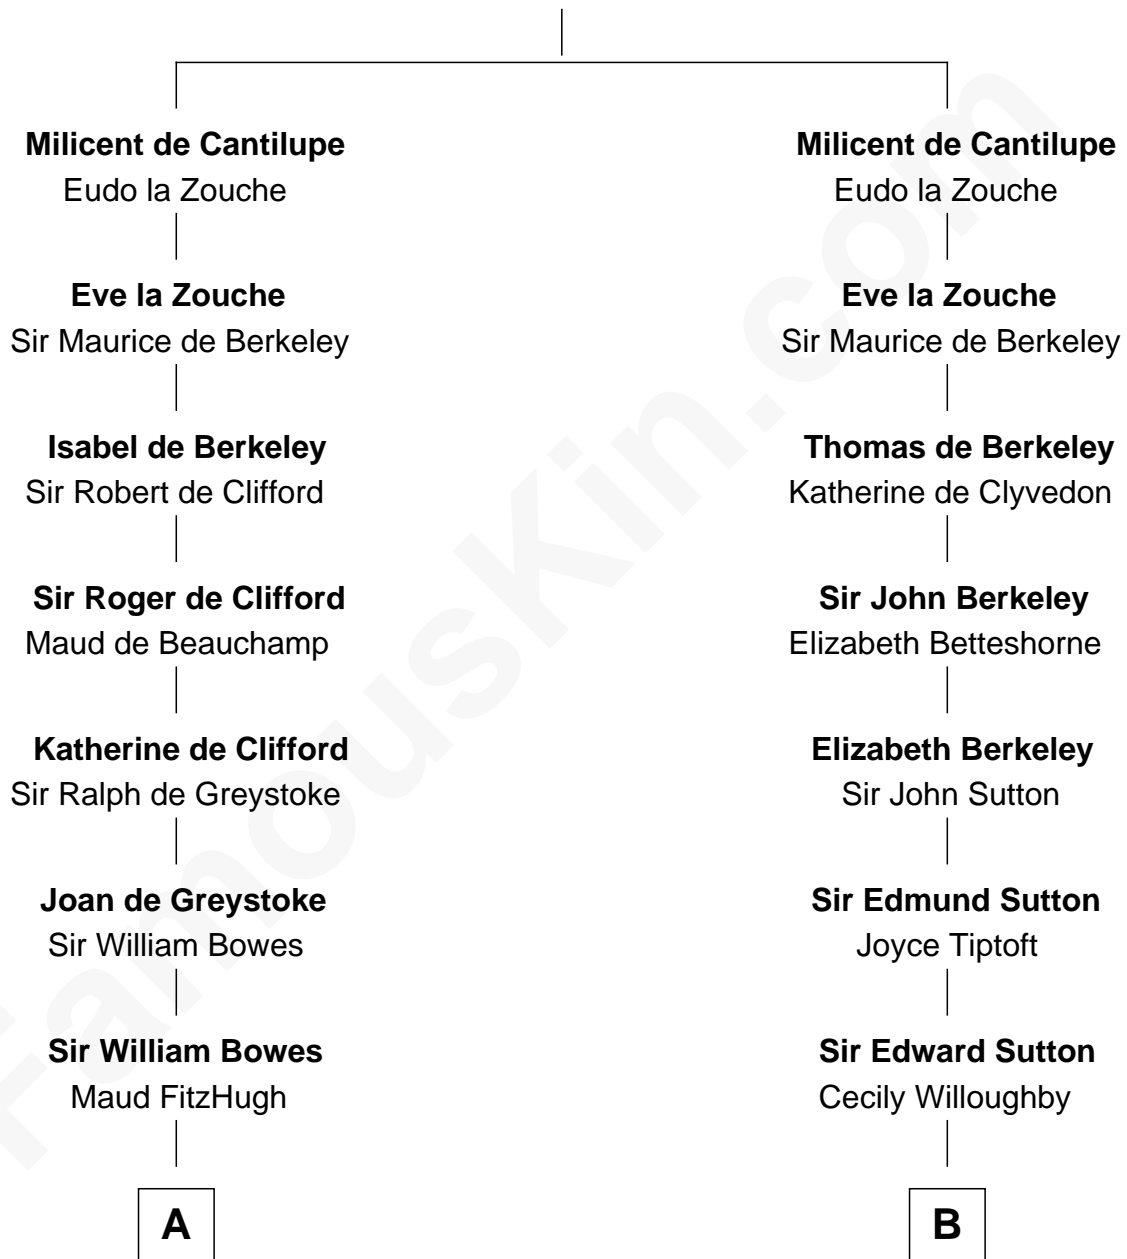 Milicent de Cantilupe
Eudo la Zouche
Eve la Zouche
Sir Maurice de Berkeley
Isabel de Berkeley
Sir Robert de Clifford
Sir Roger de Clifford
Maud de Beauchamp
Katherine de Clifford
Sir Ralph de Greystoke
Joan de Greystoke
Sir William Bowes
Sir William Bowes
Maud FitzHugh
A
Milicent de Cantilupe
Eudo la Zouche
Eve la Zouche
Sir Maurice de Berkeley
Thomas de Berkeley
Katherine de Clyvedon
Sir John Berkeley
Elizabeth Betteshorne
Elizabeth Berkeley
Sir John Sutton
Sir Edmund Sutton
Joyce Tiptoft
Sir Edward Sutton
Cecily Willoughby
B
FamousKin.com